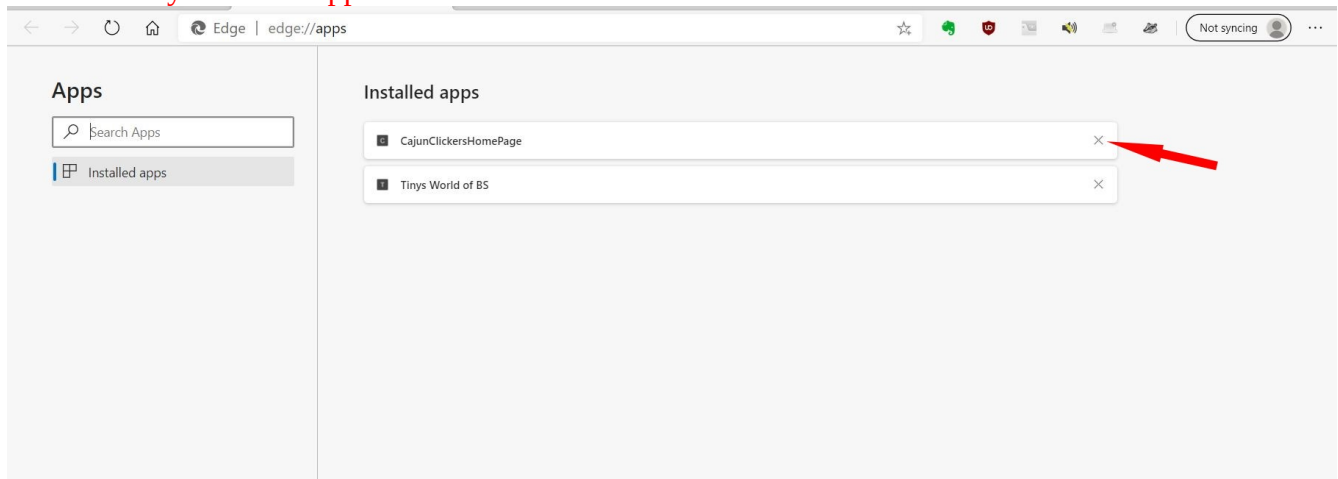 Edge | edge://apps
Not syncing
Apps
Search Apps
Installed apps
Installed apps
C CajunClickersHomePage
T Tinys World of BS